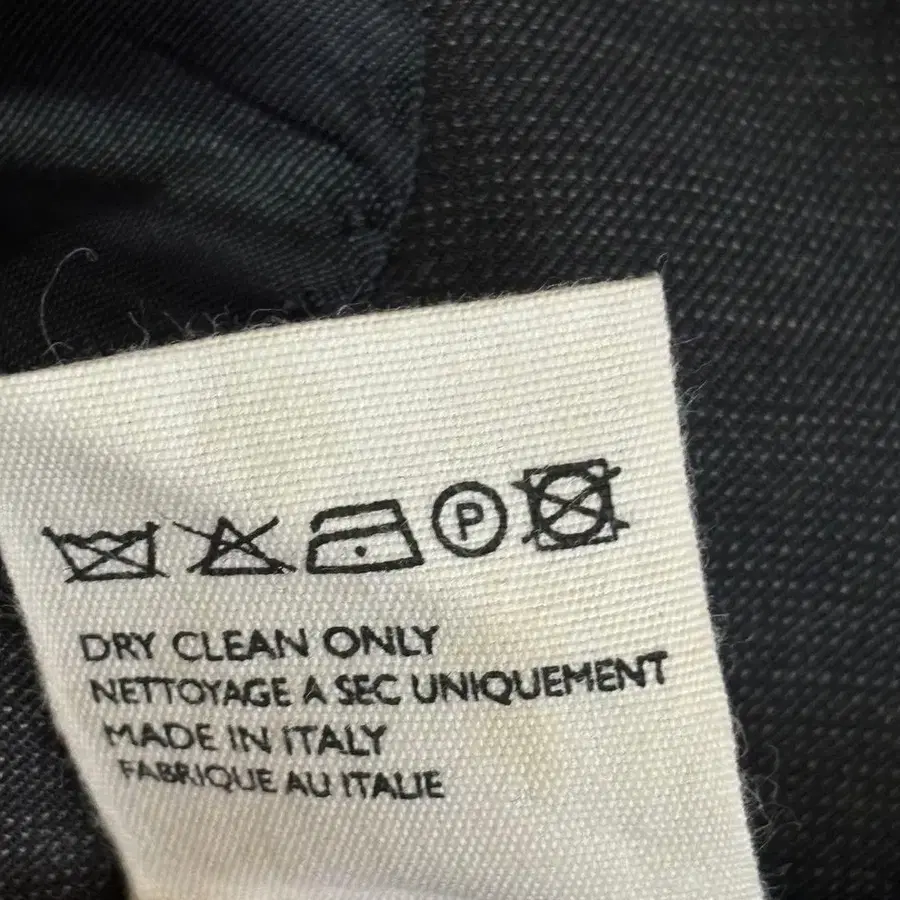 P
DRY CLEAN ONLY
NETTOYAGE A SEC UNIQUEMENT
MADE IN ITALY
FABRIQUE AU ITALIE